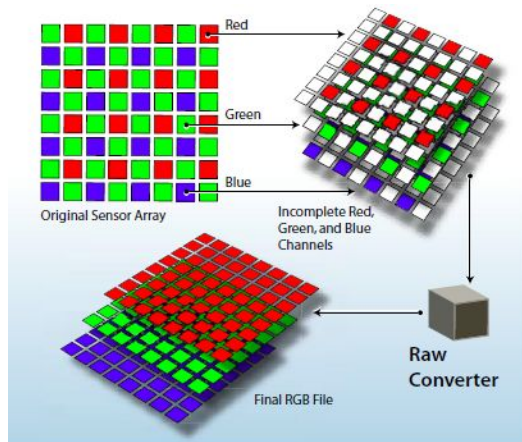 Red
Green
Blue
Original Sensor Array
Incomplete Red,
Green, and Blue
Channels
Raw
Converter
Final RGB File